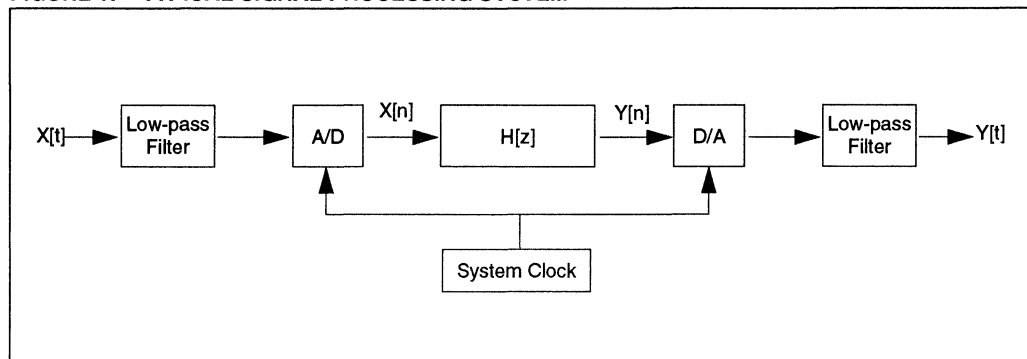 X[t]
Low-pass
Filter
A/D
X[n]
H[z]
Y[n]
D/A
Low-pass
Filter
Y[t]
System Clock